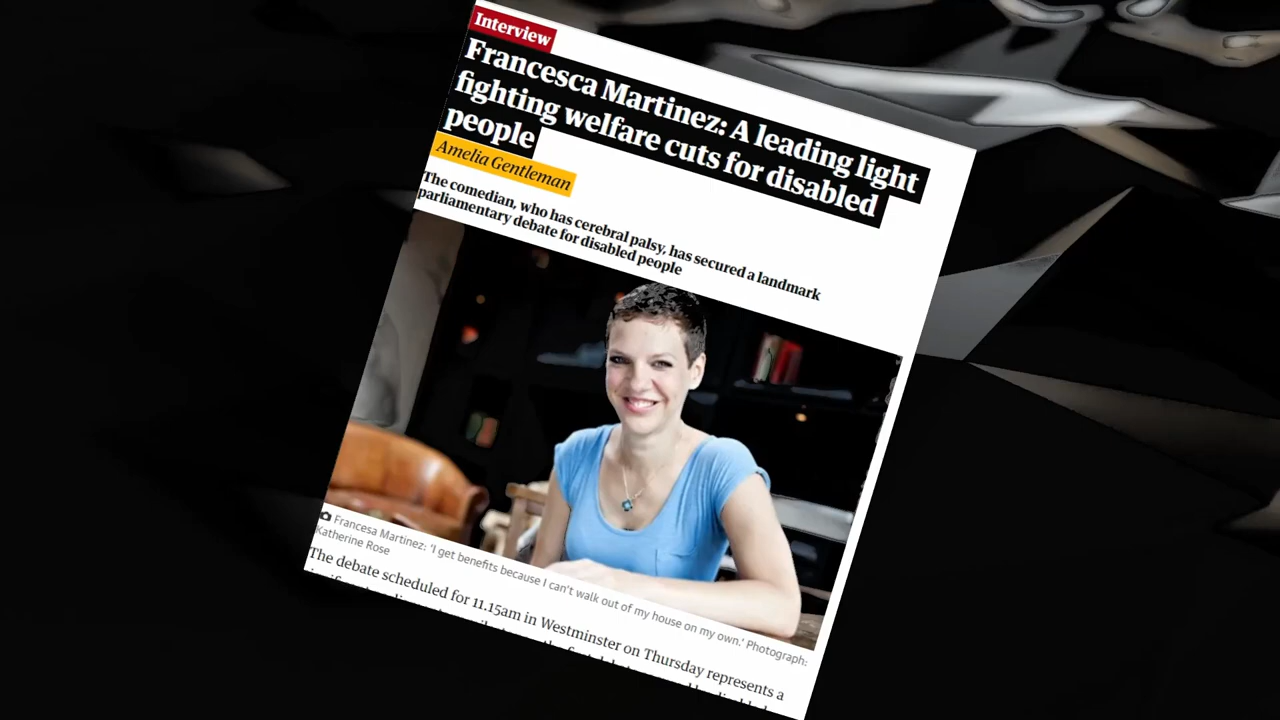 Interview
Francesca Martinez: A leading light
fighting welfare cuts for disabled
people
Amelia Gentleman
The comedian, who has cerebral palsy, has secured a landmark
parliamentary debate for disabled people
Francesa Martinez: 'I get benefits because I can't walk out of my house on my own.' Photograph:
Katherine Rose
The debate scheduled for 11.15am in Westminster on Thursday represents a